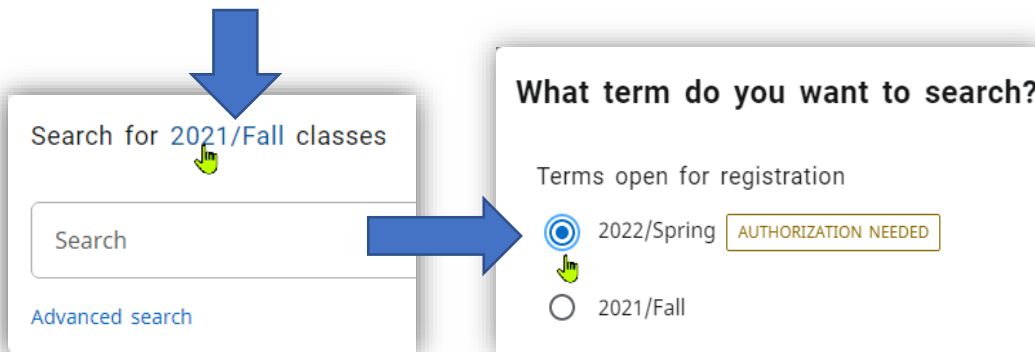 Search for 2021/Fall classes
Search
Advanced search
What term do you want to search?
Terms open for registration
2022/Spring AUTHORIZATION NEEDED
2021/Fall